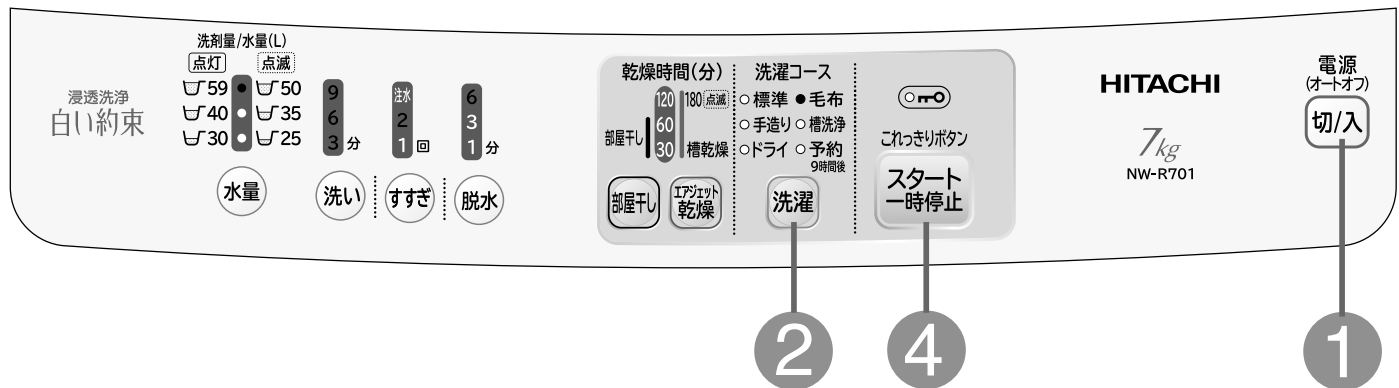 浸透洗浄
白い約束
洗剤量/水量(L)
点灯 点滅
59 50
40 35
30 25
水量
9
6
3 分
洗い
注水
2
1 回
すすぎ
6
3
1 分
脱水
乾燥時間(分)
120 180 点滅
60
30
部屋干し
槽乾燥
部屋干し
エアジェット
乾燥
洗濯コース
標準 毛布
手造り 槽洗浄
ドライ 予約
9時間後
洗濯
これっきりボタン
スタート
一時停止
HITACHI
7kg
NW-R701
電源
(オートオフ)
切/入
2
4
1